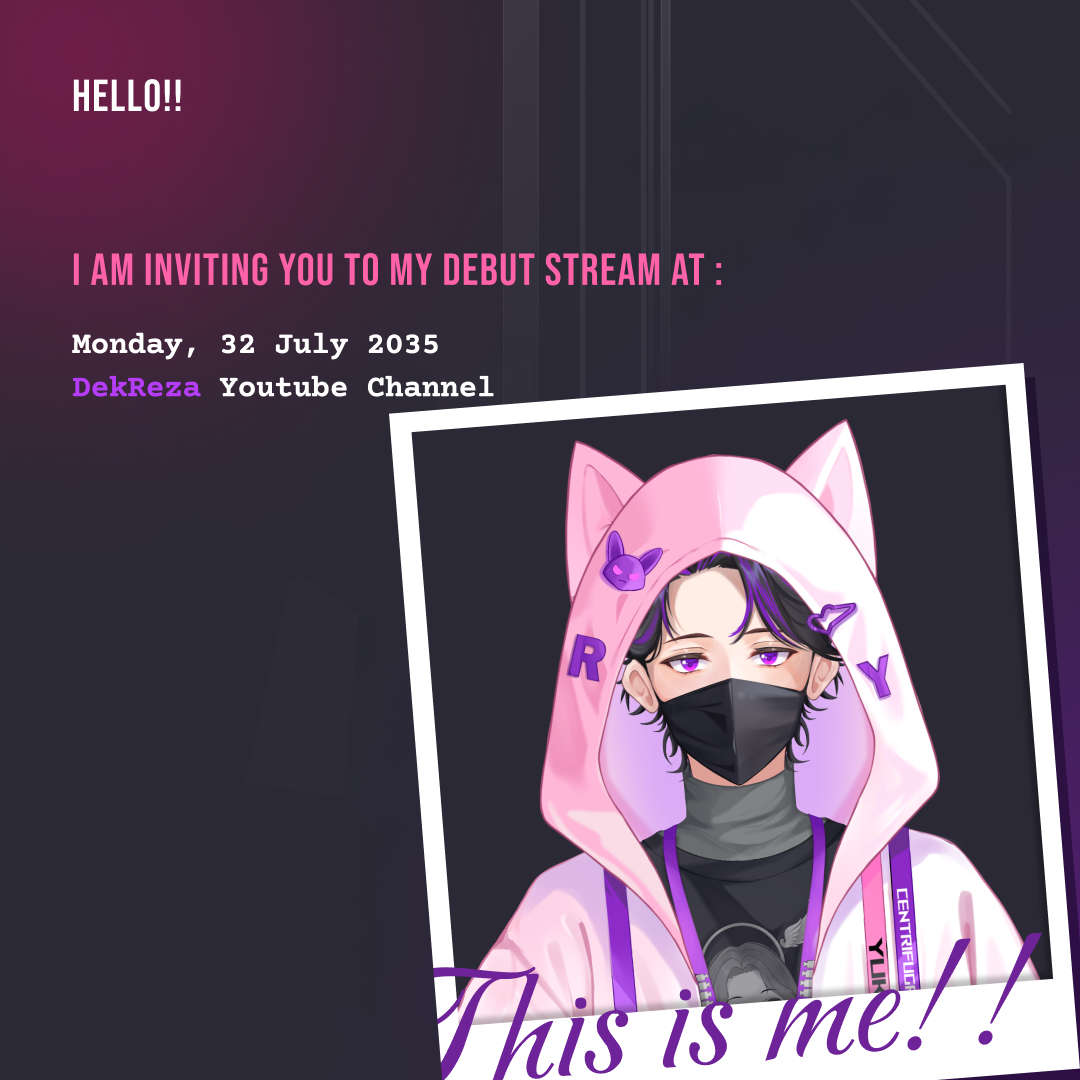 HELLO!!
I AM INVITING YOU TO MY DEBUT STREAM AT :
Monday, 32 July 2035
DekReza Youtube Channel
R
Y
CENTRIFUG
YUK
This is me! !